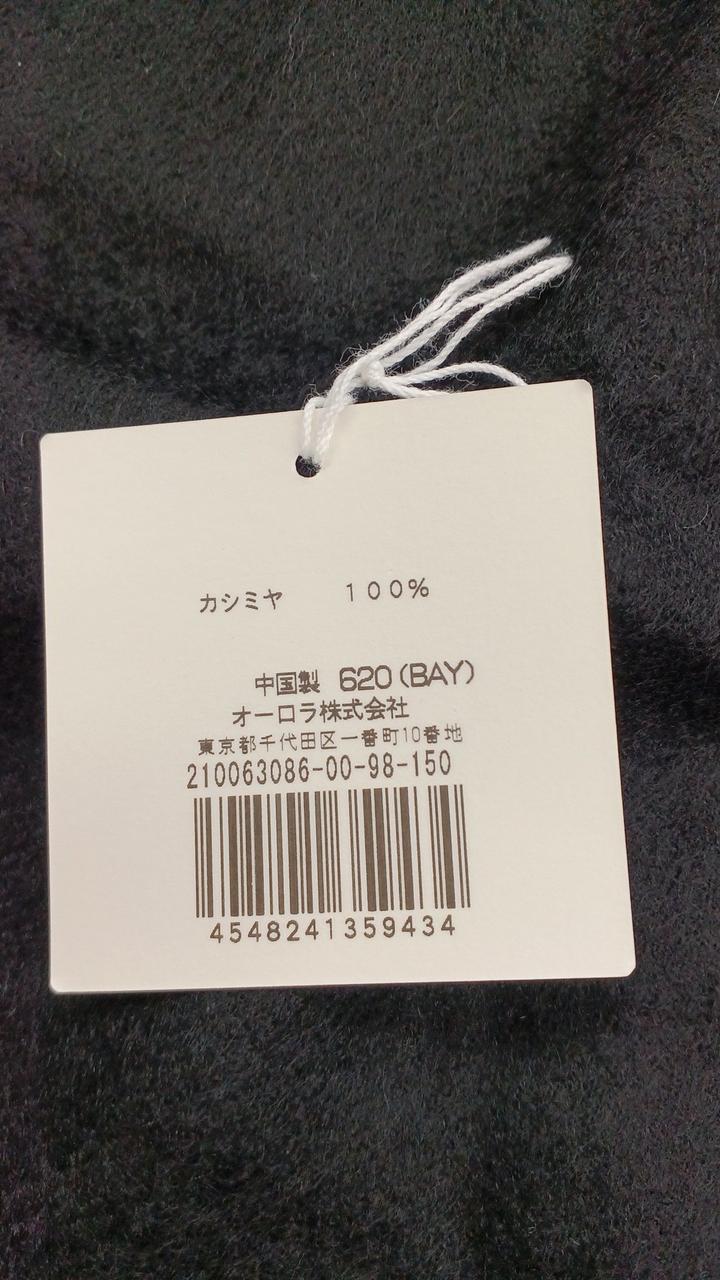 カシミヤ　１００％
中国製 620(BAY)
オーロラ株式会社
東京都千代田区一番町10番地
210063086-00-98-150
4548241359434